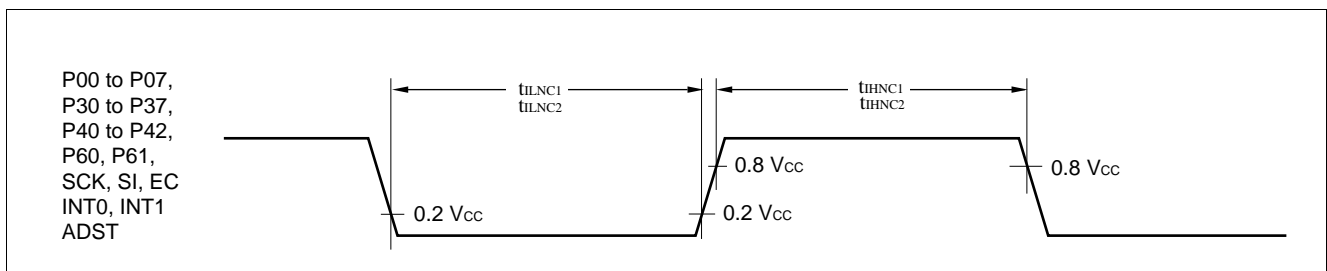 P00 to P07,
P30 to P37,
P40 to P42,
P60, P61,
SCK, SI, EC
INT0, INT1
ADST
tILNC1
tILNC2
tIHNC1
tIHNC2
0.8 VCC
0.8 VCC
0.2 VCC
0.2 VCC